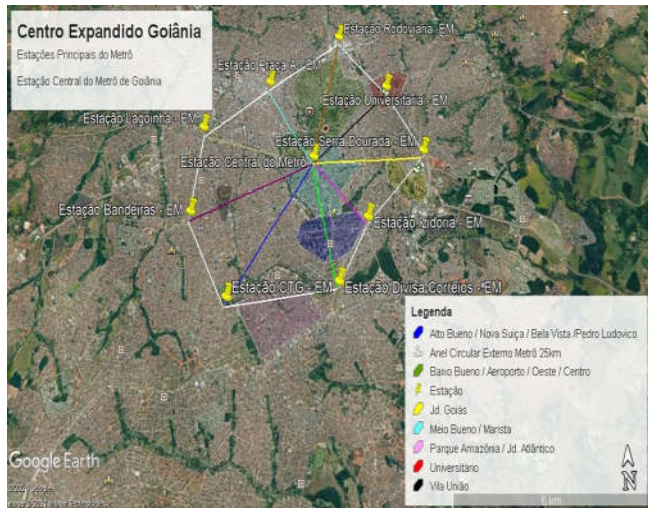 Centro Expandido Goiânia
Estações Principais do Metrô
Estação Central do Metrô de Goiânia
Estação Rodoviária -EM
Estação Praça A - EM
Estação Universitária - EM
Estação Lagoinha - EM
Estação Serra Dourada - EM
Estação Central do Metrô
Estação Bandeiras - EM
Estação Izidória - EM
Estação CTG - EM
Estação Divisa Correios - EM
Legenda
Alto Bueno / Nova Suiça / Bela Vista /Pedro Ludovico
Anel Circular Externo Metrô 25km
Baixo Bueno / Aeroporto / Oeste / Centro
Estação
Jd. Goiás
Meio Bueno / Marista
Parque Amazônia / Jd. Atlântico
Universitário
Vila União
Google Earth
N
6 km